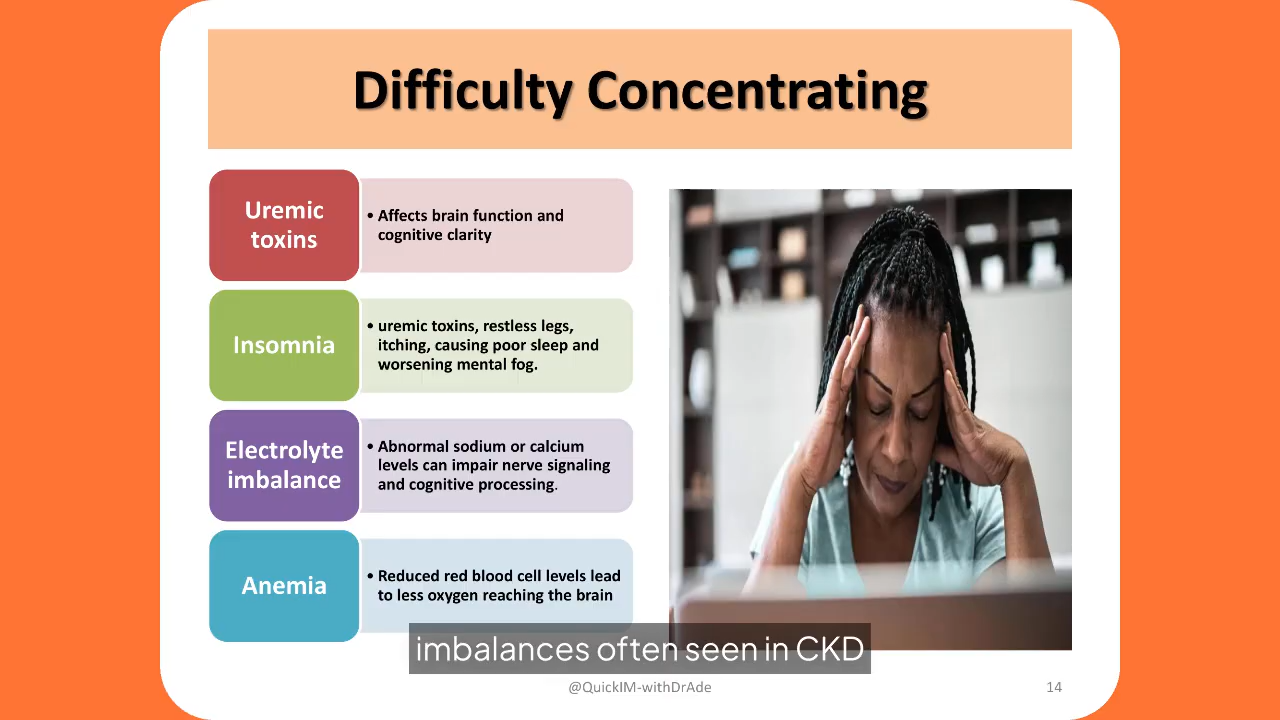 Difficulty Concentrating
Uremic
toxins
• Affects brain function and
cognitive clarity
Insomnia
• uremic toxins, restless legs,
itching, causing poor sleep and
worsening mental fog.
Electrolyte
imbalance
• Abnormal sodium or calcium
levels can impair nerve signaling
and cognitive processing.
Anemia
• Reduced red blood cell levels lead
to less oxygen reaching the brain
imbalances often seen in CKD
@QuickIM-withDrAde
14